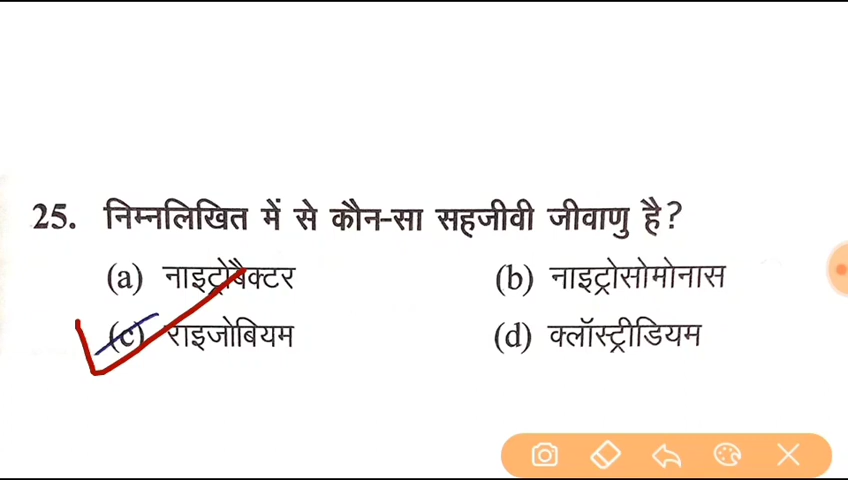 25. निम्नलिखित में से कौन-सा सहजीवी जीवाणु है?
(a) नाइट्रोबैक्टर (b) नाइट्रोसोमोनास
(c) राइजोबियम (d) क्लॉस्ट्रीडियम